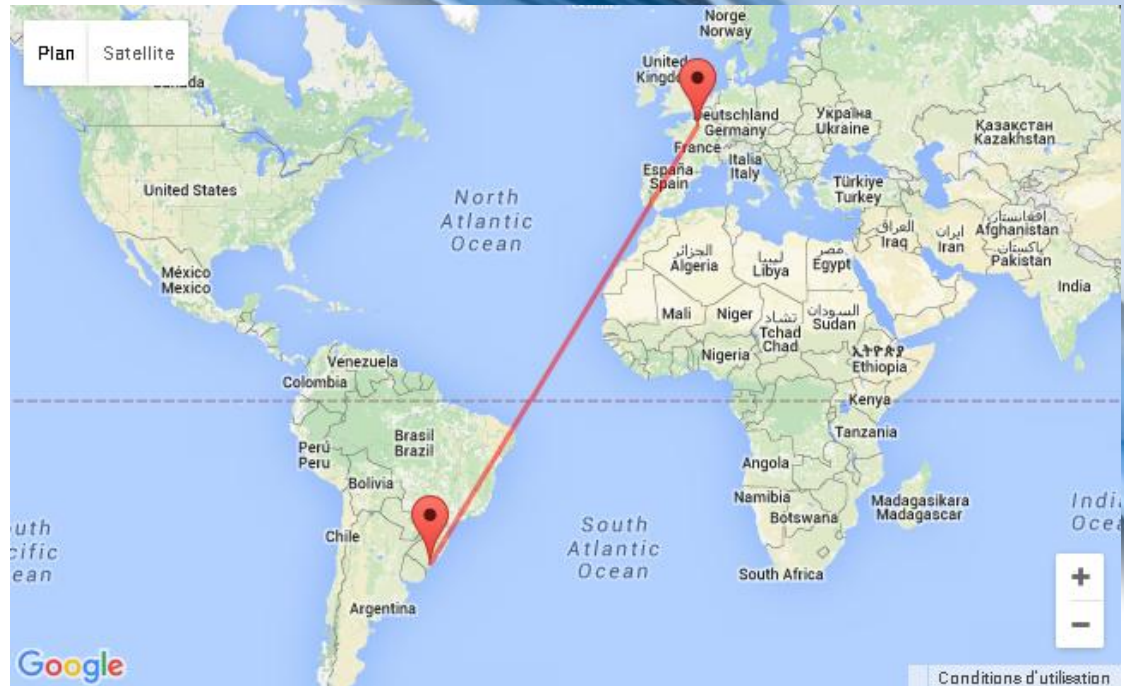 Plan
Satellite
Norge
Norway
United
Kingd
Deutschland
Germany
Україна
Ukraine
Қазақстан
Kazakhstan
France
Italia
Italy
España
Spain
Türkiye
Turkey
United States
North
Atlantic
Ocean
الجزائر
Algeria
ليبيا
Libya
مصر
Egypt
العراق
Iraq
ایران
Iran
افغانستان
Afghanistan
پاکستان
Pakistan
India
México
Mexico
Mali
Niger
تشاد
Tchad
Chad
السودان
Sudan
Nigeria
ኢትዮጵያ
Ethiopia
Venezuela
Colombia
Kenya
Brasil
Brazil
Perú
Peru
Tanzania
Bolivia
Angola
Namibia
Botswana
Madagasikara
Madagascar
Chile
South
Atlantic
Ocean
South Africa
Argentina
+
−
Google
Conditions d'utilisation